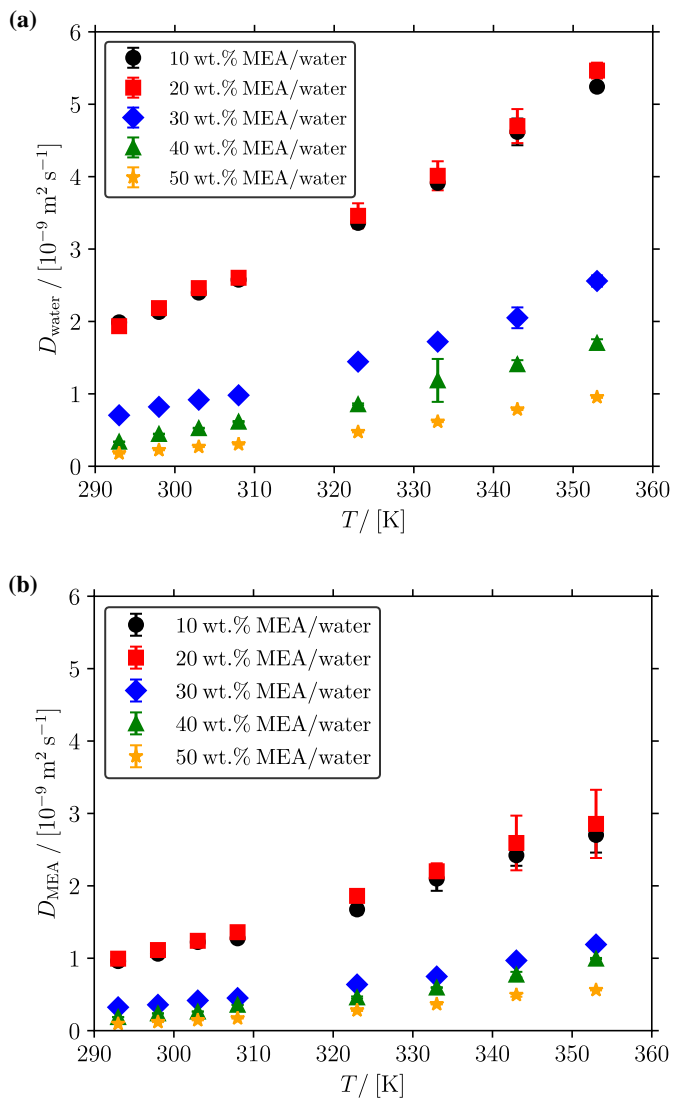 (a)
6
5
4
3
2
1
0
D_water / [10⁻⁹ m² s⁻¹]
10 wt.% MEA/water
20 wt.% MEA/water
30 wt.% MEA/water
40 wt.% MEA/water
50 wt.% MEA/water
290 300 310 320 330 340 350 360
T / [K]
(b)
6
5
4
3
2
1
0
D_MEA / [10⁻⁹ m² s⁻¹]
10 wt.% MEA/water
20 wt.% MEA/water
30 wt.% MEA/water
40 wt.% MEA/water
50 wt.% MEA/water
290 300 310 320 330 340 350 360
T / [K]